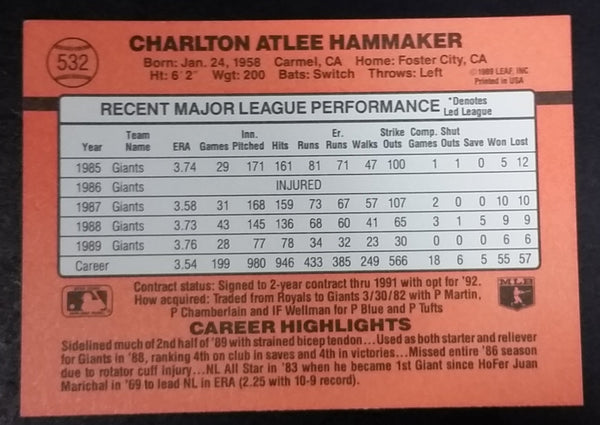 532
CHARLTON ATLEE HAMMAKER
Born: Jan. 24, 1958 Carmel, CA Home: Foster City, CA
Ht: 6' 2" Wgt: 200 Bats: Switch Throws: Left
©1989 LEAF, INC.
Printed in USA
RECENT MAJOR LEAGUE PERFORMANCE *Denotes Led League
Year Team Name ERA Games Inn. Pitched Hits Runs Er. Runs Walks Strike Outs Comp. Games Shut Outs Save Won Lost
1985 Giants 3.74 29 171 161 81 71 47 100 1 1 0 5 12
1986 Giants INJURED
1987 Giants 3.58 31 168 159 73 67 57 107 2 0 0 10 10
1988 Giants 3.73 43 145 136 68 60 41 65 3 1 5 9 9
1989 Giants 3.76 28 77 78 34 32 23 30 0 0 0 6 6
Career 3.54 199 980 946 433 385 249 566 18 6 5 55 57
Contract status: Signed to 2-year contract thru 1991 with opt for '92.
How acquired: Traded from Royals to Giants 3/30/82 with P Martin,
P Chamberlain and IF Wellman for P Blue and P Tufts
MLB
CAREER HIGHLIGHTS
Sidelined much of 2nd half of '89 with strained bicep tendon...Used as both starter and reliever
for Giants in '88, ranking 4th on club in saves and 4th in victories...Missed entire '86 season
due to rotator cuff injury...NL All Star in '83 when he became 1st Giant since HoFer Juan
Marichal in '69 to lead NL in ERA (2.25 with 10-9 record).